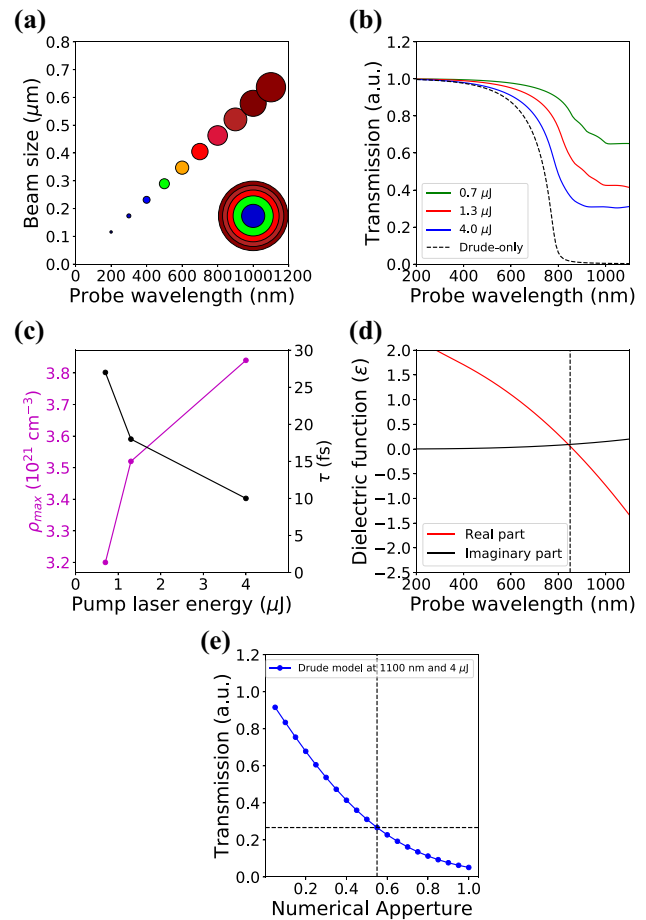 (a)
0.8
0.7
0.6
0.5
0.4
0.3
0.2
0.1
0.0
Beam size (μm)
0 200 400 600 800 1000 1200
Probe wavelength (nm)
(b)
1.2
1.0
0.8
0.6
0.4
0.2
0.0
Transmission (a.u.)
0.7 μJ
1.3 μJ
4.0 μJ
Drude-only
200 400 600 800 1000
Probe wavelength (nm)
(c)
3.8
3.7
3.6
3.5
3.4
3.3
3.2
ρmax (10²¹ cm⁻³)
30
25
20
15
10
5
0
τ (fs)
0 1 2 3 4 5
Pump laser energy (μJ)
(d)
2.0
1.5
1.0
0.5
0.0
−0.5
−1.0
−1.5
−2.0
−2.5
Dielectric function (ε)
Real part
Imaginary part
200 400 600 800 1000
Probe wavelength (nm)
(e)
1.2
1.0
0.8
0.6
0.4
0.2
0.0
Transmission (a.u.)
Drude model at 1100 nm and 4 μJ
0.2 0.4 0.6 0.8 1.0
Numerical Apperture